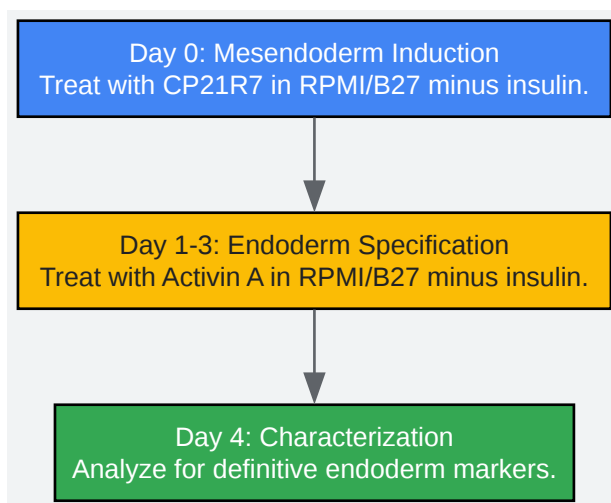 Day 0: Mesendoderm Induction
Treat with CP21R7 in RPMI/B27 minus insulin.
Day 1-3: Endoderm Specification
Treat with Activin A in RPMI/B27 minus insulin.
Day 4: Characterization
Analyze for definitive endoderm markers.